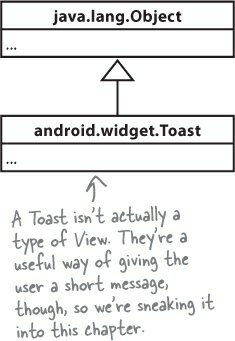 java.lang.Object
...
android.widget.Toast
...
A Toast isn't actually a
type of View. They're a
useful way of giving the
user a short message,
though, so we're sneaking it
into this chapter.